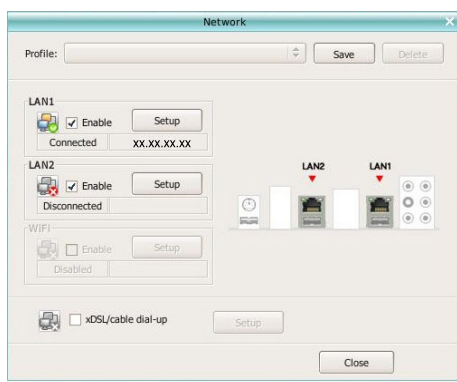 Network
Profile:
Save
Delete
LAN1
Enable
Setup
Connected
XX.XX.XX.XX
LAN2
Enable
Setup
Disconnected
WiFi
Enable
Setup
Disabled
LAN2
LAN1
xDSL/cable dial-up
Setup
Close